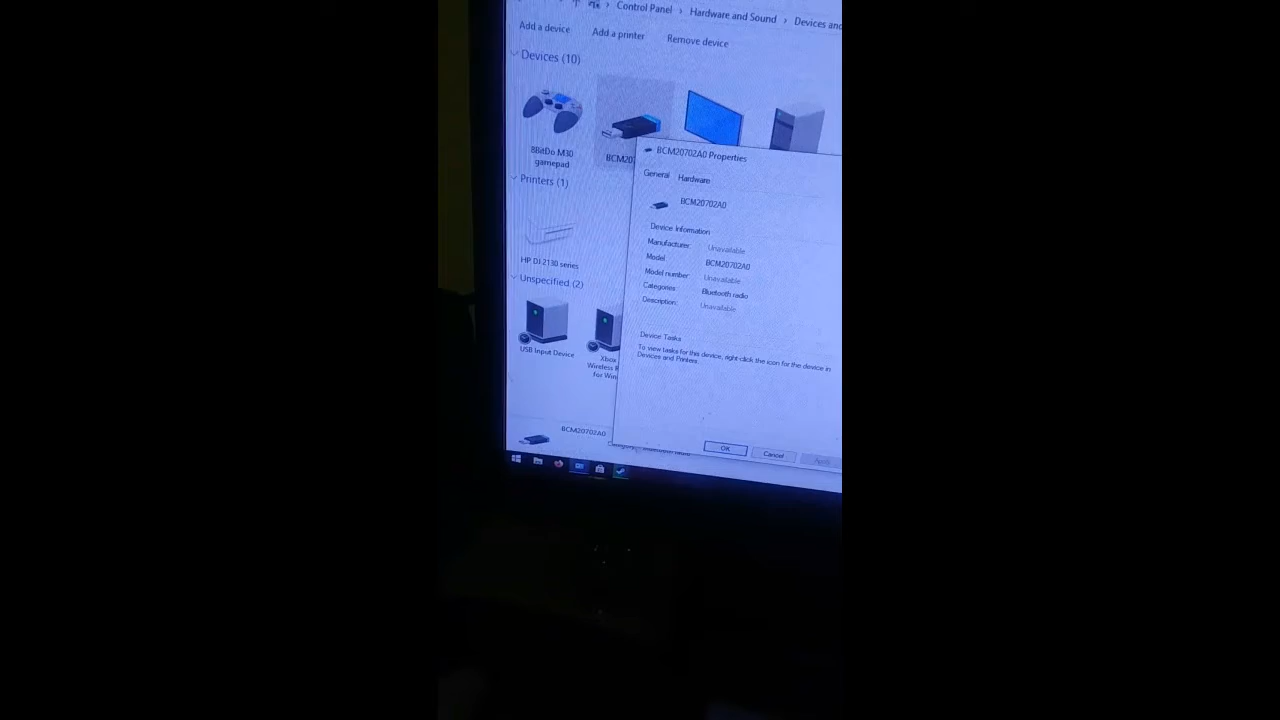 Control Panel > Hardware and Sound > Devices and
Add a device Add a printer Remove device
Devices (10)
8BitDo M30
gamepad
BCM20
Printers (1)
HP DJ 2130 series
Unspecified (2)
USB Input Device
Xbox
Wireless R
for Win
BCM20702A0 Properties
General Hardware
BCM20702A0
Device Information
Manufacturer: Unavailable
Model BCM20702A0
Model number: Unavailable
Categories Bluetooth radio
Description: Unavailable
Device Tasks
To view tasks for this device, right-click the icon for the device in
Devices and Printers.
OK Cancel Apply
BCM20702A0